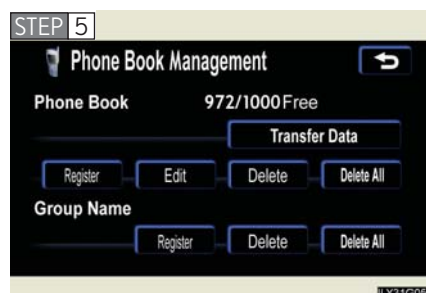 STEP 5
Phone Book Management
Phone Book 972/1000 Free
Transfer Data
Register Edit Delete Delete All
Group Name
Register Delete Delete All